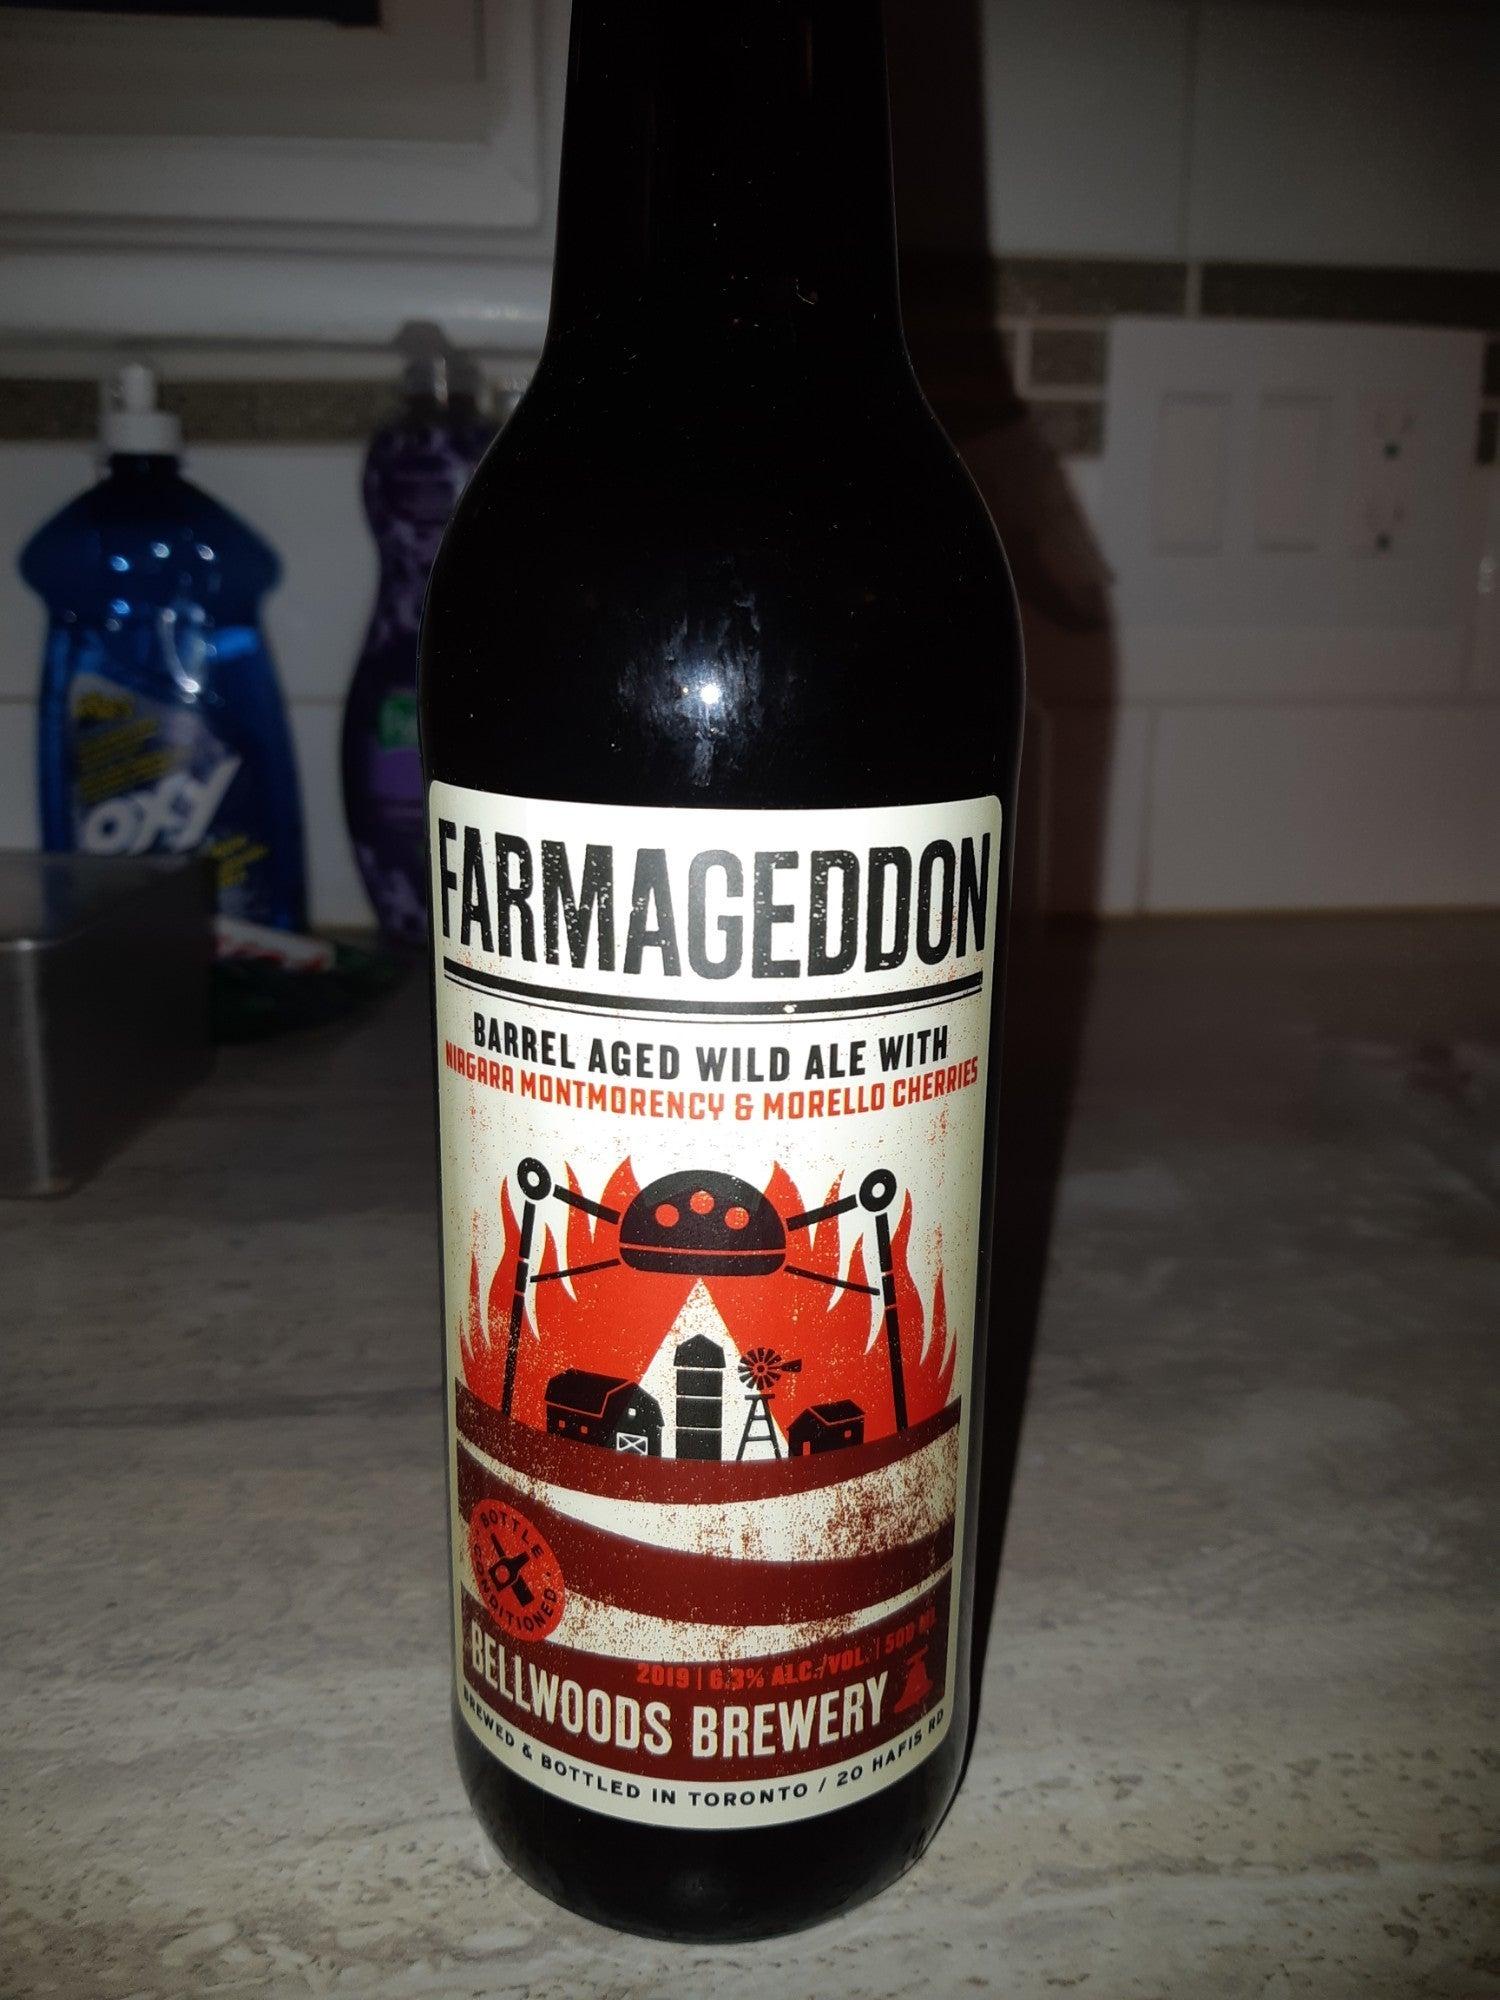 oxy
FARMAGEDDON
BARREL AGED WILD ALE WITH
NIAGARA MONTMORENCY & MORELLO CHERRIES
BOTTLE CONDITIONED
2019 | 6.3% ALC./VOL. | 500 ML
BELLWOODS BREWERY
BREWED & BOTTLED IN TORONTO / 20 HAFIS RD